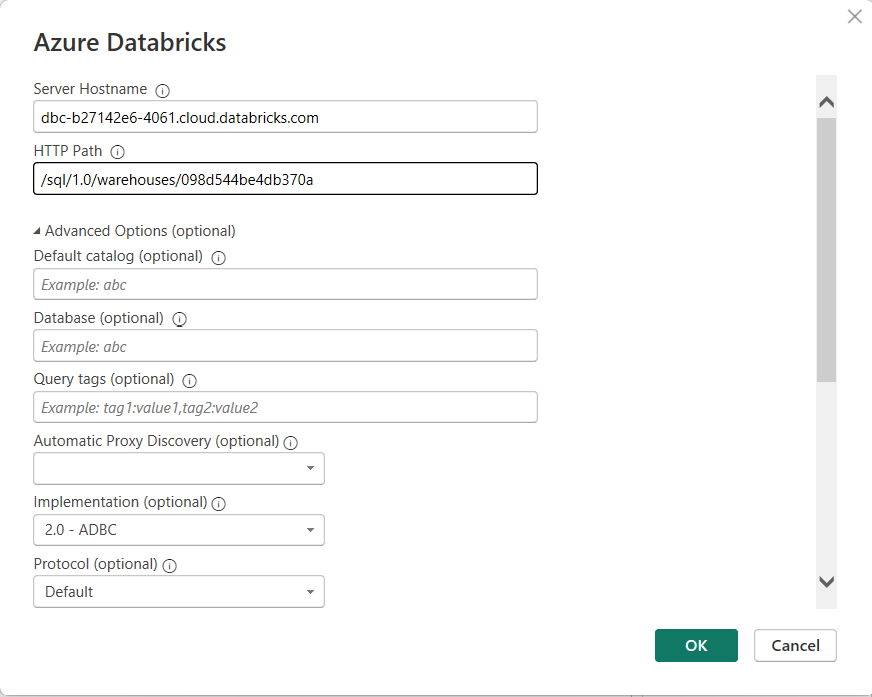 Azure Databricks
Server Hostname
dbc-b27142e6-4061.cloud.databricks.com
HTTP Path
/sql/1.0/warehouses/098d544be4db370a
Advanced Options (optional)
Default catalog (optional)
Example: abc
Database (optional)
Example: abc
Query tags (optional)
Example: tag1:value1,tag2:value2
Automatic Proxy Discovery (optional)
Implementation (optional)
2.0 - ADBC
Protocol (optional)
Default
OK Cancel